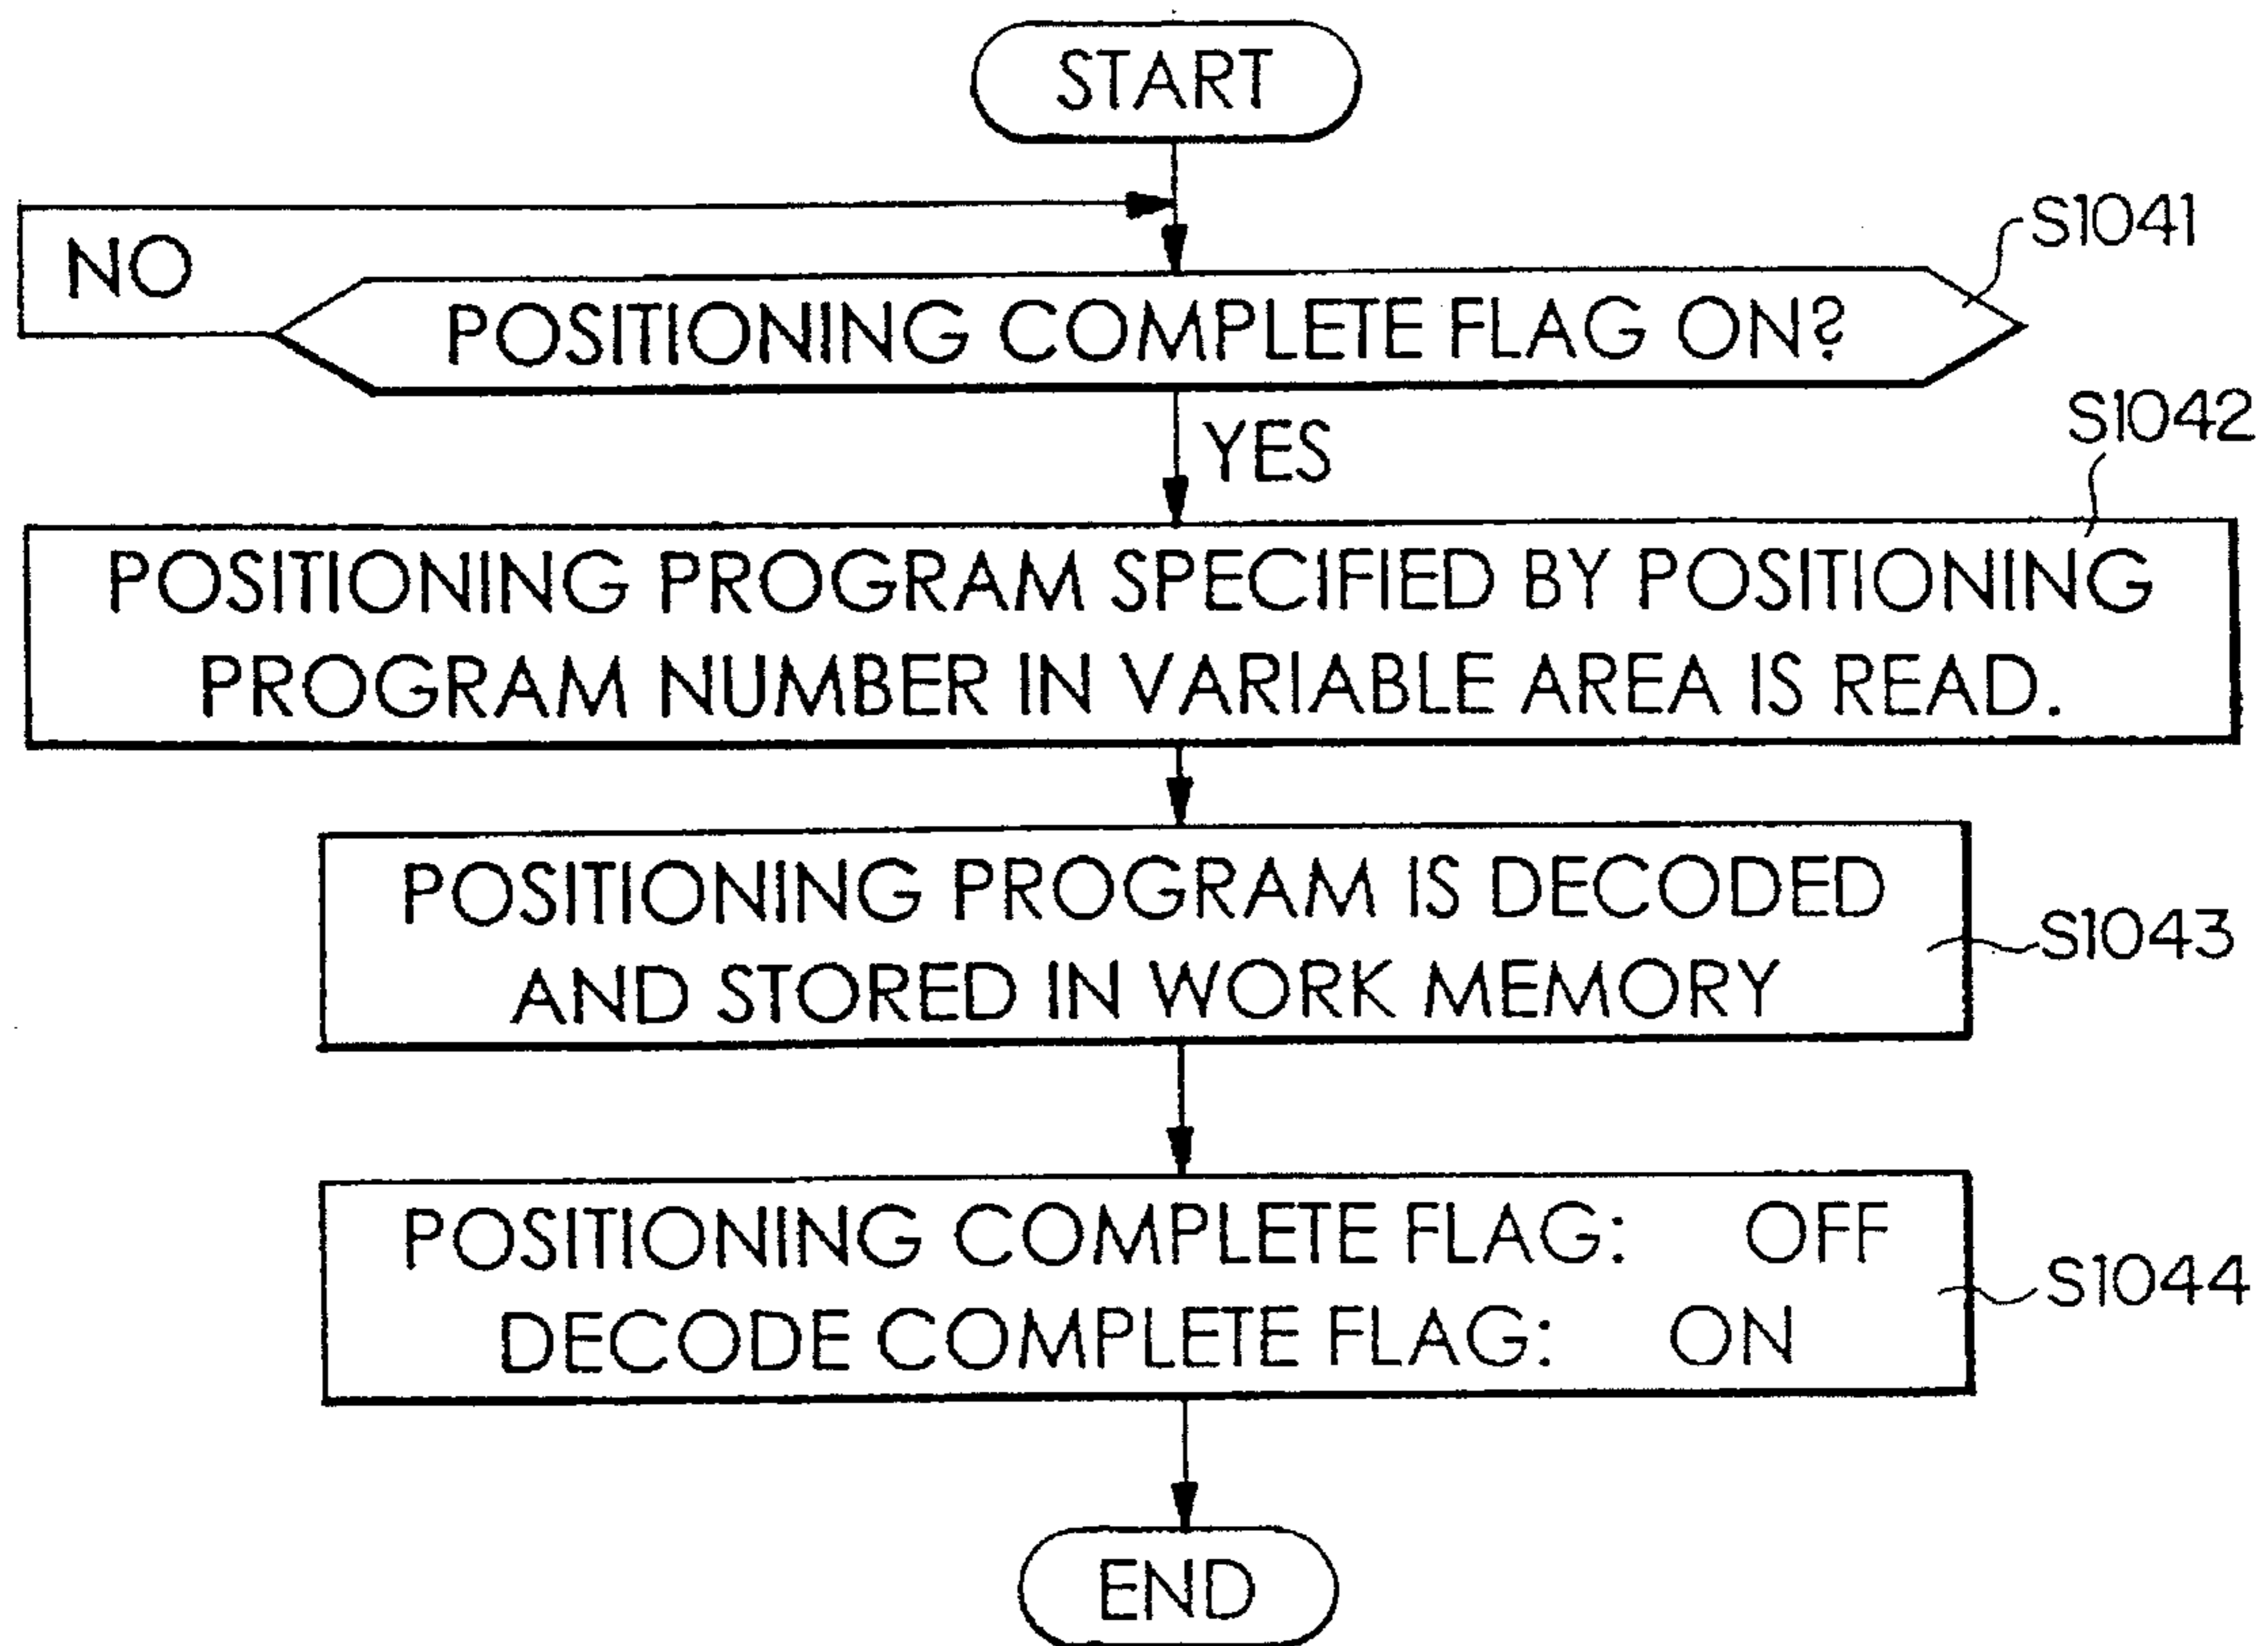 START
NO
S1041
POSITIONING COMPLETE FLAG ON?
S1042
YES
POSITIONING PROGRAM SPECIFIED BY POSITIONING
PROGRAM NUMBER IN VARIABLE AREA IS READ.
POSITIONING PROGRAM IS DECODED
AND STORED IN WORK MEMORY
S1043
POSITIONING COMPLETE FLAG: OFF
DECODE COMPLETE FLAG: ON
S1044
END